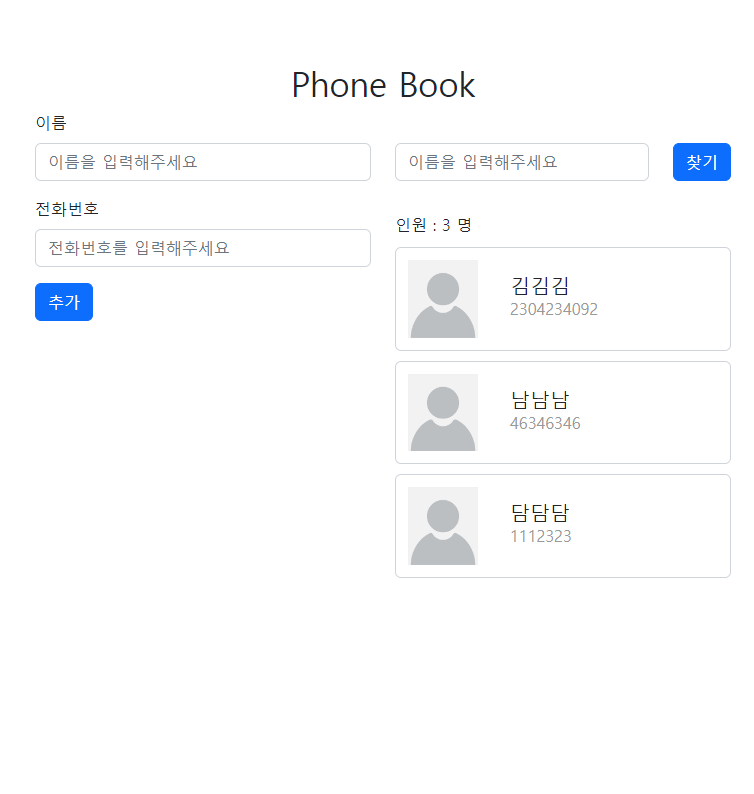 Phone Book
이름
이름을 입력해주세요
전화번호
전화번호를 입력해주세요
추가
이름을 입력해주세요
찾기
인원 : 3 명
김김김
2304234092
남남남
46346346
담담담
1112323